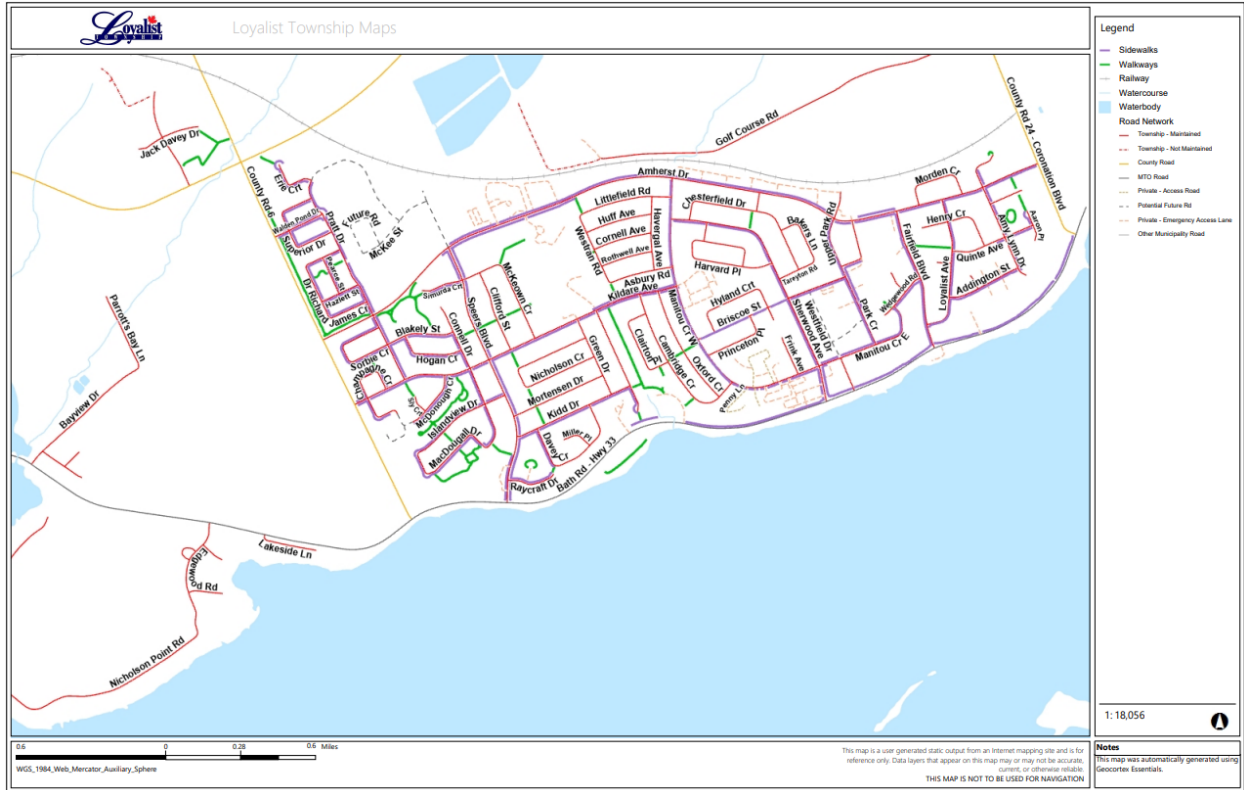 Loyalist
TOWNSHIP
Loyalist Township Maps
Legend
Sidewalks
Walkways
Railway
Watercourse
Waterbody
Road Network
Township - Maintained
Township - Not Maintained
County Road
MTO Road
Private - Access Road
Potential Future Rd
Private - Emergency Access Lane
Other Municipality Road
County Rd 24 - Coronation Blvd
Golf Course Rd
Jack Davey Dr
County Rd 6
Erie Crt
Walden Pond Dr
Pratt Dr
Future Rd
McKee St
Superior Dr
Pearce St
Hazlett St
Dr Richard
James Cr
Amherst Dr
Littlefield Rd
Huff Ave
Cornell Ave
Rothwell Ave
Westran Rd
Havergal Ave
Asbury Rd
Kildare Ave
Chesterfield Dr
Harvard Pl
Bakers Ln
Tareyton Rd
Upper Park Rd
Morden Cr
Henry Cr
Fairfield Blvd
Quinte Ave
Amy Lynn Dr
Aaron Pl
Addington St
Loyalist Ave
Wedgewood Rd
Park Cr
Manitou Cr E
Westfield Dr
Sherwood Ave
Frink Ave
Hyland Crt
Briscoe St
Princeton Pl
Manitou Cr W
Oxford Cr
Penny Ln
Cambridge Cr
Clairton Pl
Green Dr
McKeown Cr
Clifford St
Speers Blvd
Connell Dr
Simurda Crt
Blakely St
Hogan Cr
Sorbie Cr
Champagne Cr
Sly Crt
McDonough Cr
Islandview Dr
MacDougall Dr
Nicholson Cr
Mortensen Dr
Kidd Dr
Davey Cr
Miller Pl
Raycraft Dr
Bath Rd - Hwy 33
Parrott's Bay Ln
Bayview Dr
Lakeside Ln
Edgewood Rd
Nicholson Point Rd
1: 18,056
0.6 0 0.28 0.6 Miles
WGS_1984_Web_Mercator_Auxiliary_Sphere
This map is a user generated static output from an Internet mapping site and is for
reference only. Data layers that appear on this map may or may not be accurate,
current, or otherwise reliable.
THIS MAP IS NOT TO BE USED FOR NAVIGATION
Notes
This map was automatically generated using
Geocortex Essentials.